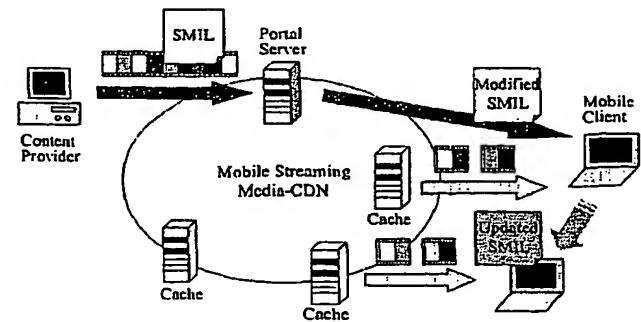 SMIL
Portal
Server
Content
Provider
Modified
SMIL
Mobile
Client
Mobile Streaming
Media-CDN
Cache
Updated
SMIL
Cache
Cache